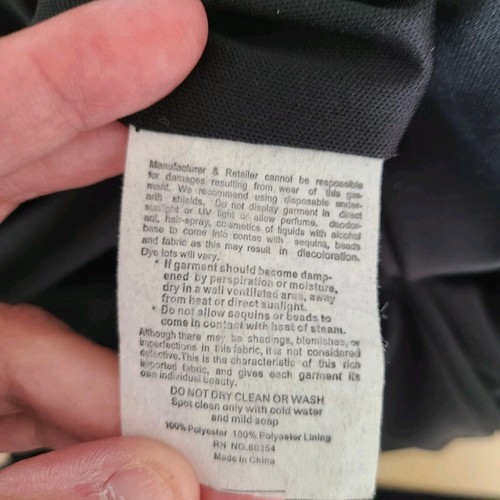 Manufacturer & Retailer cannot be responsible
for damages resulting from wear of this gar-
ment. We recommend using disposable under-
arm shields. Do not display garment in direct
sunlight or UV light or allow perfume, deodor-
ant, hair-spray, cosmetics of liquids with alcohol
base to come into contac with sequins, beads
and fabric as this may result in discoloration.
Dye lots will vary.
* If garment should become damp-
ened by perspiration or moisture,
dry in a well ventilated area, away
from heat or direct sunlight.
* Do not allow sequins or beads to
come in contact with heat of steam.
Although there may be shadings, blemishes, or
imperfections in this fabric, it is not considered
defective. This is the characteristic of this rich
imported fabric, and gives each garment its
own individual beauty.
DO NOT DRY CLEAN OR WASH
Spot clean only with cold water
and mild soap
100% Polyester 100% Polyester Lining
RN NO.80254
Made in China